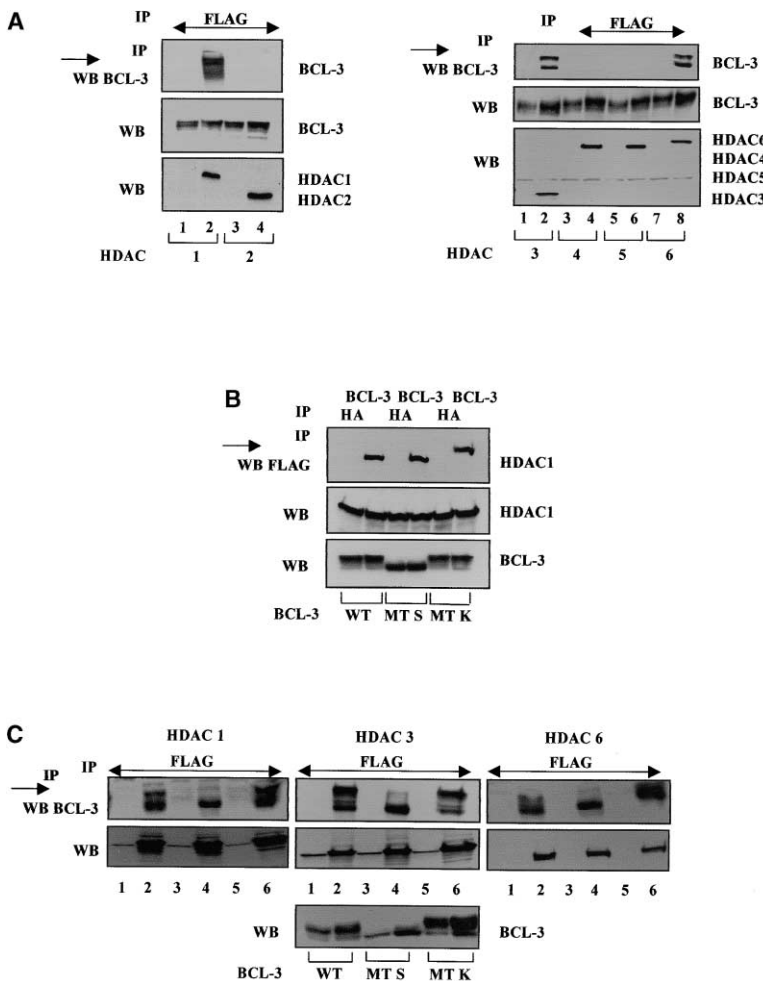 A
IP FLAG
IP
WB BCL-3 BCL-3
WB BCL-3
WB HDAC1
HDAC2
1 2 3 4
HDAC 1 2
IP FLAG
IP
WB BCL-3 BCL-3
WB BCL-3
WB HDAC6
HDAC4
HDAC5
HDAC3
1 2 3 4 5 6 7 8
HDAC 3 4 5 6
B
BCL-3 BCL-3 BCL-3
IP HA HA HA
IP
WB FLAG HDAC1
WB HDAC1
WB BCL-3
BCL-3 WT MT S MT K
C
HDAC 1 HDAC 3 HDAC 6
IP FLAG FLAG FLAG
IP
WB BCL-3
WB
1 2 3 4 5 6 1 2 3 4 5 6 1 2 3 4 5 6
WB BCL-3
BCL-3 WT MT S MT K